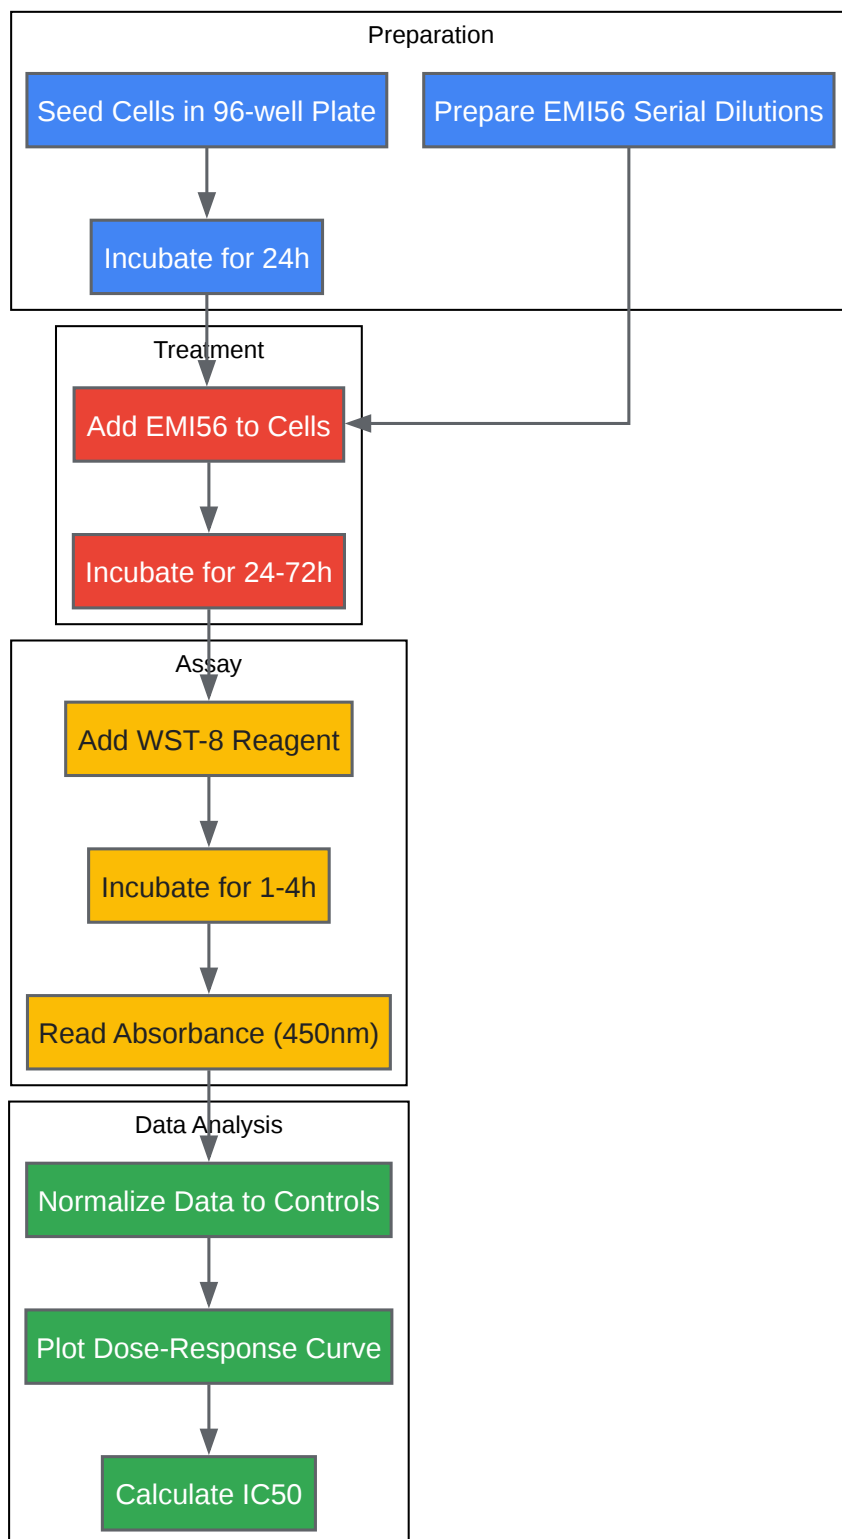 Preparation
Seed Cells in 96-well Plate
Prepare EMI56 Serial Dilutions
Incubate for 24h
Treatment
Add EMI56 to Cells
Incubate for 24-72h
Assay
Add WST-8 Reagent
Incubate for 1-4h
Read Absorbance (450nm)
Data Analysis
Normalize Data to Controls
Plot Dose-Response Curve
Calculate IC50